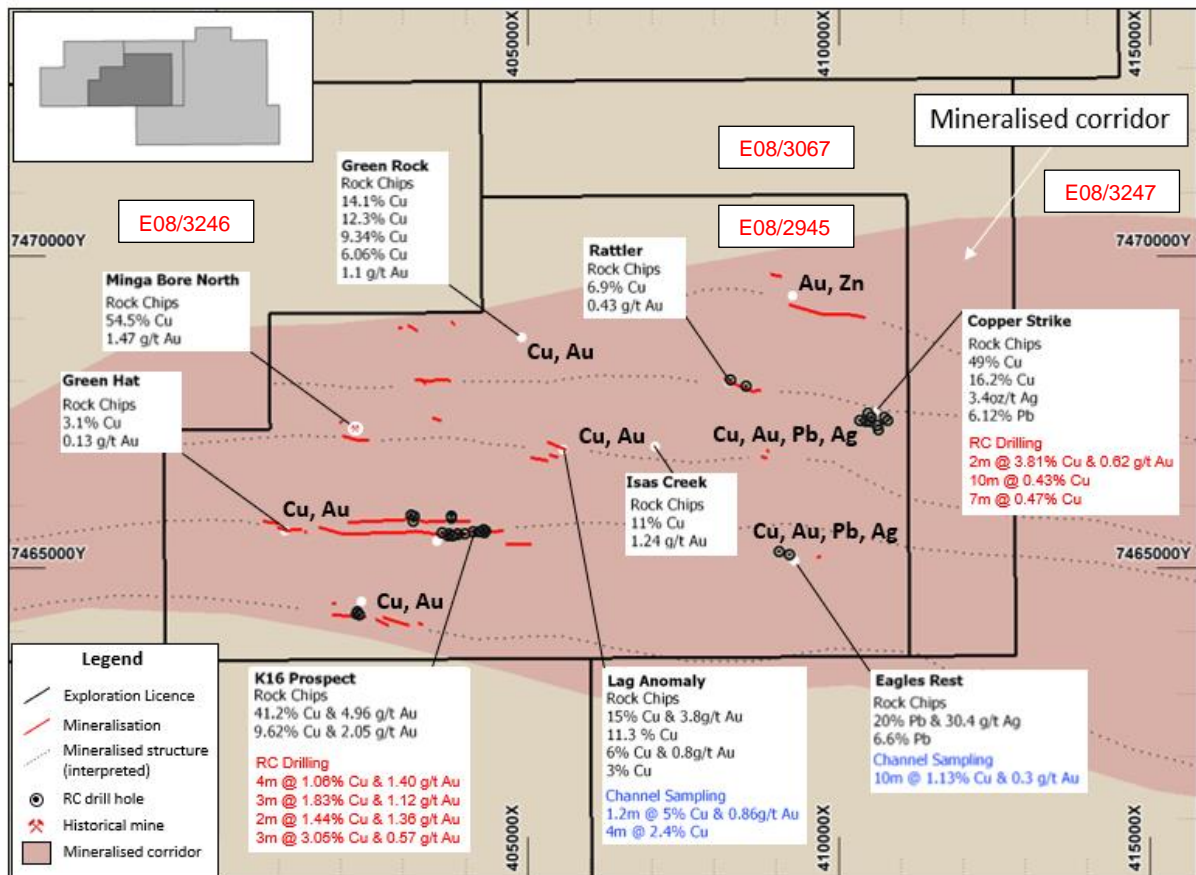 405000X
410000X
415000X
Mineralised corridor
E08/3067
E08/3247
E08/3246
E08/2945
7470000Y
7470000Y
Green Rock
Rock Chips
14.1% Cu
12.3% Cu
9.34% Cu
6.06% Cu
1.1 g/t Au
Rattler
Rock Chips
6.9% Cu
0.43 g/t Au
Au, Zn
Minga Bore North
Rock Chips
54.5% Cu
1.47 g/t Au
Cu, Au
Copper Strike
Rock Chips
49% Cu
16.2% Cu
3.4oz/t Ag
6.12% Pb
RC Drilling
2m @ 3.81% Cu & 0.62 g/t Au
10m @ 0.43% Cu
7m @ 0.47% Cu
Green Hat
Rock Chips
3.1% Cu
0.13 g/t Au
Cu, Au
Cu, Au, Pb, Ag
Isas Creek
Rock Chips
11% Cu
1.24 g/t Au
Cu, Au
Cu, Au, Pb, Ag
7465000Y
7465000Y
Cu, Au
Legend
Exploration Licence
Mineralisation
Mineralised structure
(interpreted)
RC drill hole
Historical mine
Mineralised corridor
K16 Prospect
Rock Chips
41.2% Cu & 4.96 g/t Au
9.62% Cu & 2.05 g/t Au
RC Drilling
4m @ 1.06% Cu & 1.40 g/t Au
3m @ 1.83% Cu & 1.12 g/t Au
2m @ 1.44% Cu & 1.36 g/t Au
3m @ 3.05% Cu & 0.57 g/t Au
Lag Anomaly
Rock Chips
15% Cu & 3.8g/t Au
11.3 % Cu
6% Cu & 0.8g/t Au
3% Cu
Channel Sampling
1.2m @ 5% Cu & 0.86g/t Au
4m @ 2.4% Cu
Eagles Rest
Rock Chips
20% Pb & 30.4 g/t Ag
6.6% Pb
Channel Sampling
10m @ 1.13% Cu & 0.3 g/t Au
405000X
410000X
415000X